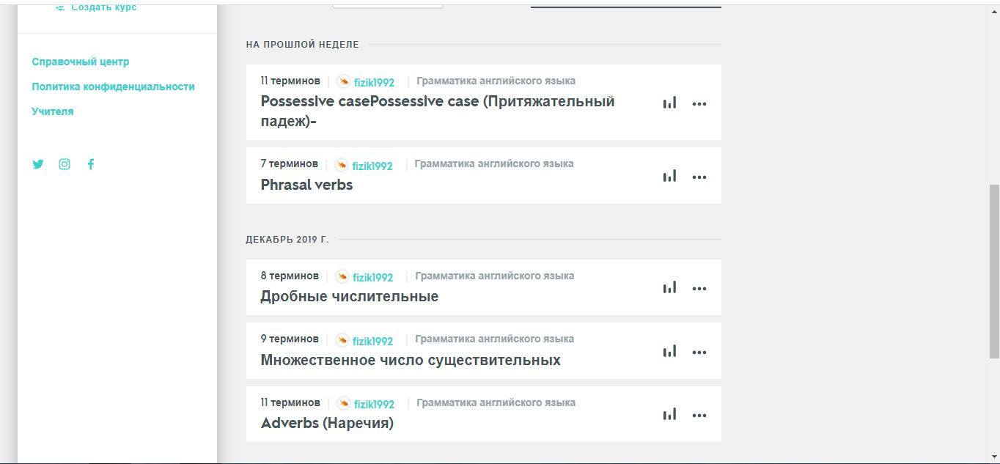 Создать курс
Справочный центр
Политика конфиденциальности
Учителя
НА ПРОШЛОЙ НЕДЕЛЕ
11 терминов fizik1992 Грамматика английского языка
Possessive casePossessive case (Притяжательный
падеж)-
7 терминов fizik1992 Грамматика английского языка
Phrasal verbs
ДЕКАБРЬ 2019 Г.
8 терминов fizik1992 Грамматика английского языка
Дробные числительные
9 терминов fizik1992 Грамматика английского языка
Множественное число существительных
11 терминов fizik1992 Грамматика английского языка
Adverbs (Наречия)